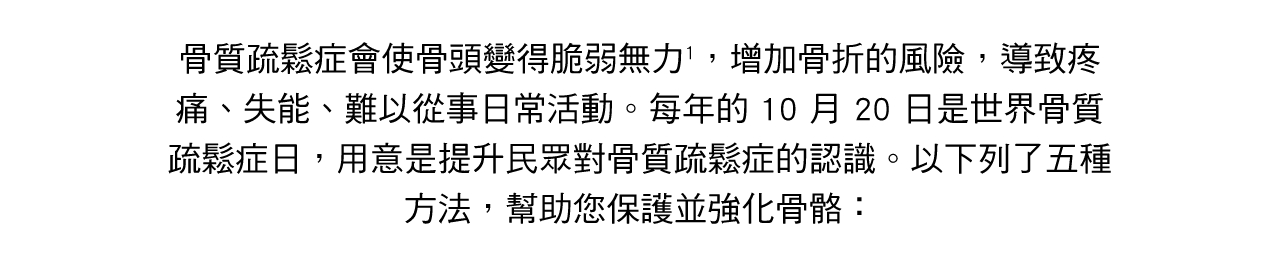 骨質疏鬆症會使骨頭變得脆弱無力1，增加骨折的風險，導致疼
痛、失能、難以從事日常活動。每年的 10 月 20 日是世界骨質
疏鬆症日，用意是提升民眾對骨質疏鬆症的認識。以下列了五種
方法，幫助您保護並強化骨骼：